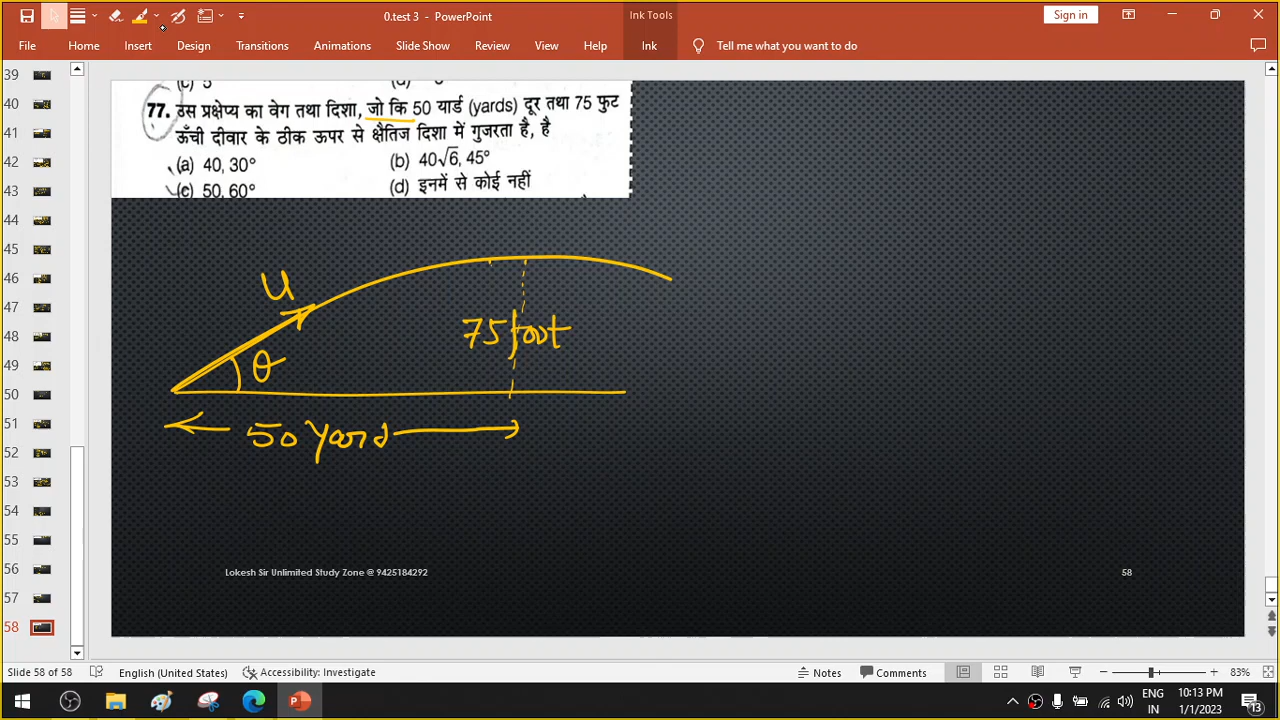 0.test 3 - PowerPoint
Ink Tools
Sign in
File Home Insert Design Transitions Animations Slide Show Review View Help Ink Tell me what you want to do
39
40
41
42
43
44
45
46
47
48
49
50
51
52
53
54
55
56
57
58
(c) 5
77. उस प्रक्षेप्य का वेग तथा दिशा, जो कि 50 यार्ड (yards) दूर तथा 75 फुट
ऊँची दीवार के ठीक ऊपर से क्षैतिज दिशा में गुजरता है, है
(a) 40, 30° (b) 40√6, 45°
(c) 50, 60° (d) इनमें से कोई नहीं
u
75 foot
θ
50 Yard
Lokesh Sir Unlimited Study Zone @ 9425184292 58
Slide 58 of 58 English (United States) Accessibility: Investigate Notes Comments 83%
ENG 10:13 PM
IN 1/1/2023 13